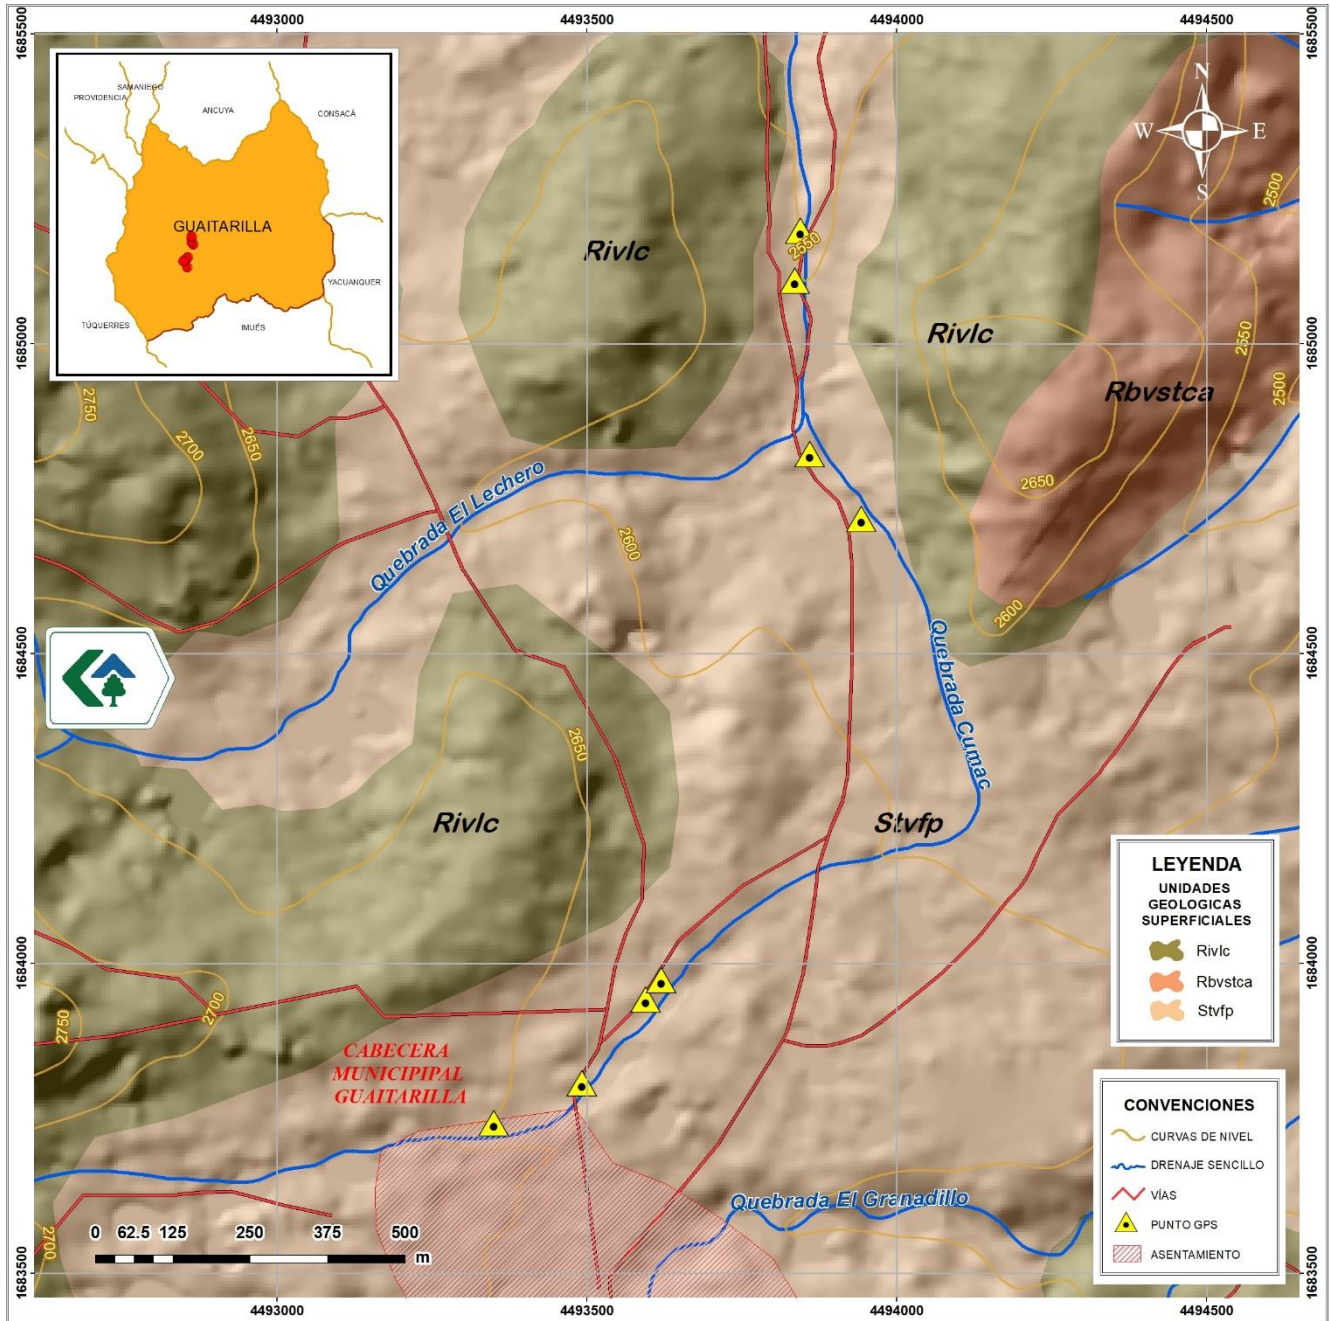 4493000
4493500
4494000
4494500
1685500
1685500
SAMANIEGO
PROVIDENCIA
ANCUYA
CONSACÁ
GUAITARILLA
YACUANQUER
TÚQUERRES
IMUÉS
N
W
E
S
2500
2550
Rivlc
Rivlc
2550
1685000
1685000
Rbvstca
2500
2750
2700
2650
2650
Quebrada El Lechero
2600
2600
1684500
1684500
Quebrada Cumac
2650
Rivlc
Stvfp
LEYENDA
UNIDADES
GEOLOGICAS
SUPERFICIALES
Rivlc
Rbvstca
Stvfp
1684000
1684000
2700
2750
CABECERA
MUNICIPIPAL
GUAITARILLA
CONVENCIONES
CURVAS DE NIVEL
DRENAJE SENCILLO
VÍAS
PUNTO GPS
ASENTAMIENTO
Quebrada El Granadillo
2700
0 62.5 125 250 375 500
m
1683500
1683500
4493000
4493500
4494000
4494500